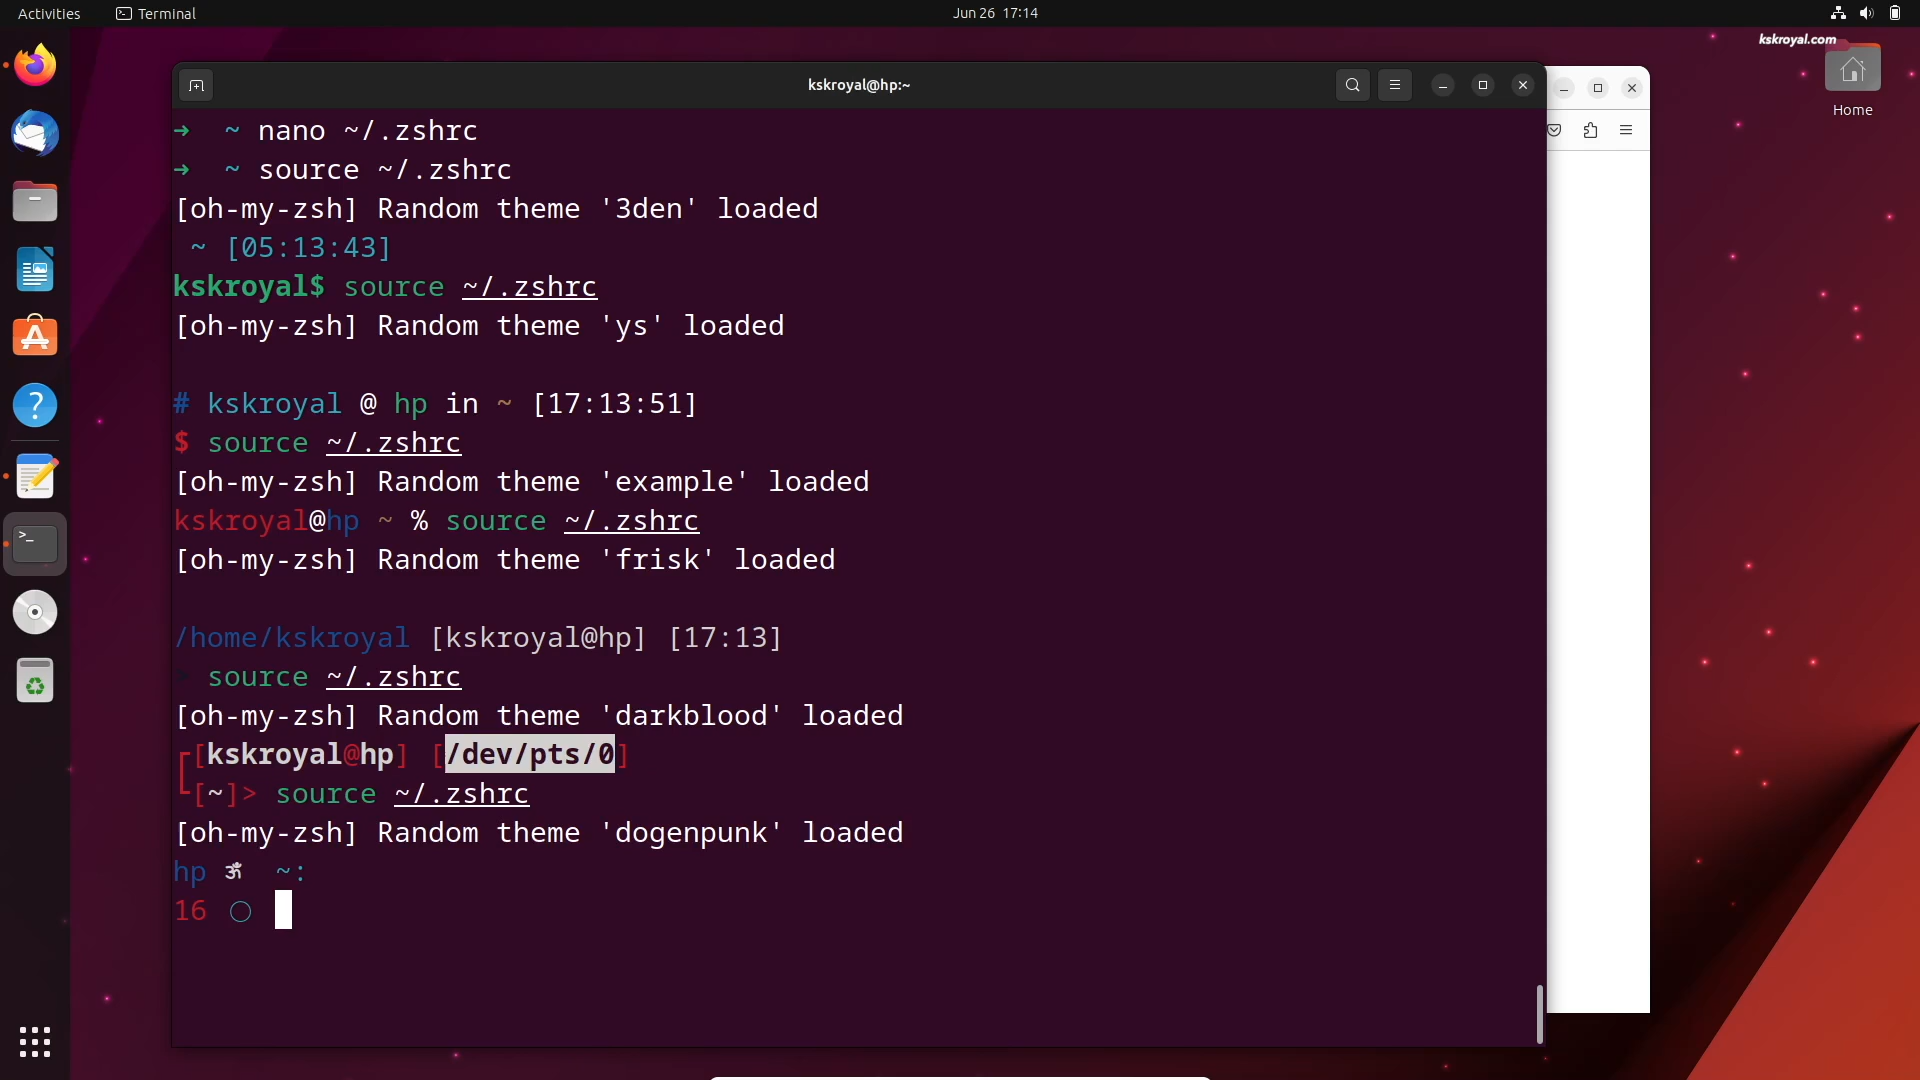 Activities
Terminal
Jun 26 17:14
kskroyal.com
Home
kskroyal@hp:~
➜ ~ nano ~/.zshrc
➜ ~ source ~/.zshrc
[oh-my-zsh] Random theme '3den' loaded
~ [05:13:43]
kskroyal$ source ~/.zshrc
[oh-my-zsh] Random theme 'ys' loaded
# kskroyal @ hp in ~ [17:13:51]
$ source ~/.zshrc
[oh-my-zsh] Random theme 'example' loaded
kskroyal@hp ~ % source ~/.zshrc
[oh-my-zsh] Random theme 'frisk' loaded
/home/kskroyal [kskroyal@hp] [17:13]
source ~/.zshrc
[oh-my-zsh] Random theme 'darkblood' loaded
┌[kskroyal@hp] [/dev/pts/0]
└[~]> source ~/.zshrc
[oh-my-zsh] Random theme 'dogenpunk' loaded
hp ॐ ~:
16 ○